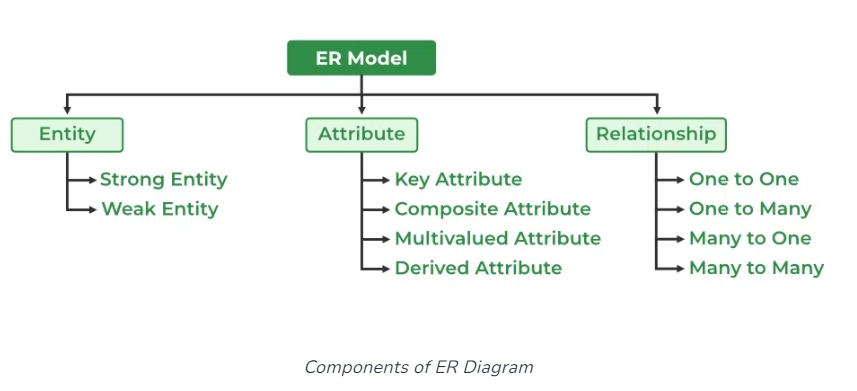 ER Model
Entity
Strong Entity
Weak Entity
Attribute
Key Attribute
Composite Attribute
Multivalued Attribute
Derived Attribute
Relationship
One to One
One to Many
Many to One
Many to Many
Components of ER Diagram